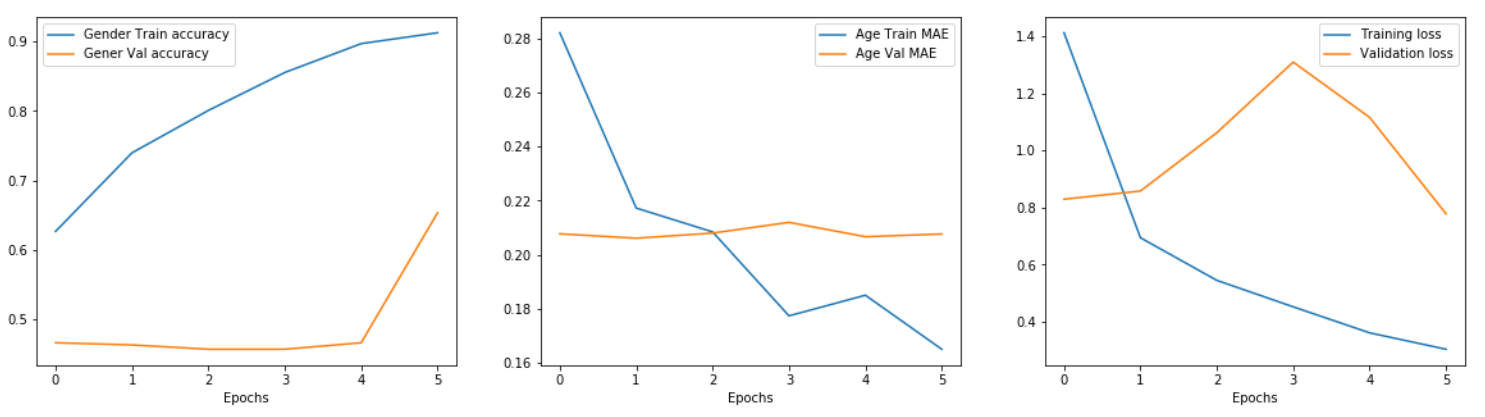 Gender Train accuracy
Gener Val accuracy
0.9
0.8
0.7
0.6
0.5
0 1 2 3 4 5
Epochs
Age Train MAE
Age Val MAE
0.28
0.26
0.24
0.22
0.20
0.18
0.16
0 1 2 3 4 5
Epochs
Training loss
Validation loss
1.4
1.2
1.0
0.8
0.6
0.4
0 1 2 3 4 5
Epochs